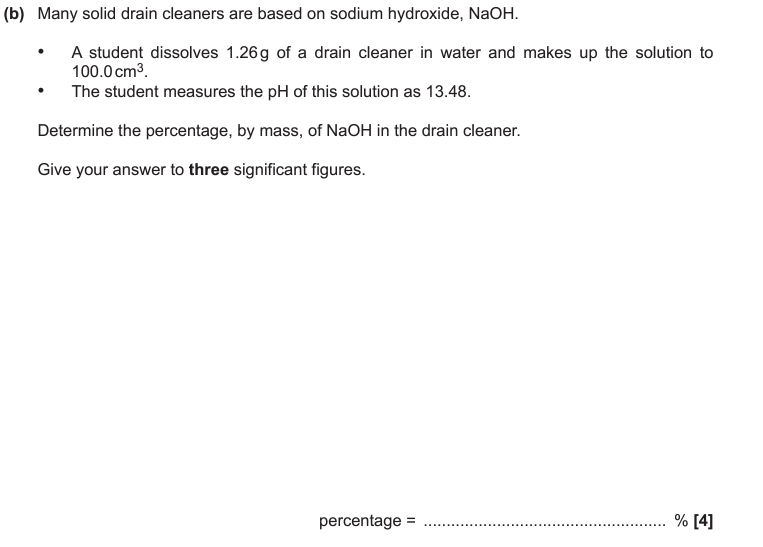 (b) Many solid drain cleaners are based on sodium hydroxide, NaOH.
• A student dissolves 1.26 g of a drain cleaner in water and makes up the solution to
100.0 cm³.
• The student measures the pH of this solution as 13.48.
Determine the percentage, by mass, of NaOH in the drain cleaner.
Give your answer to three significant figures.
percentage = ..................................................... % [4]